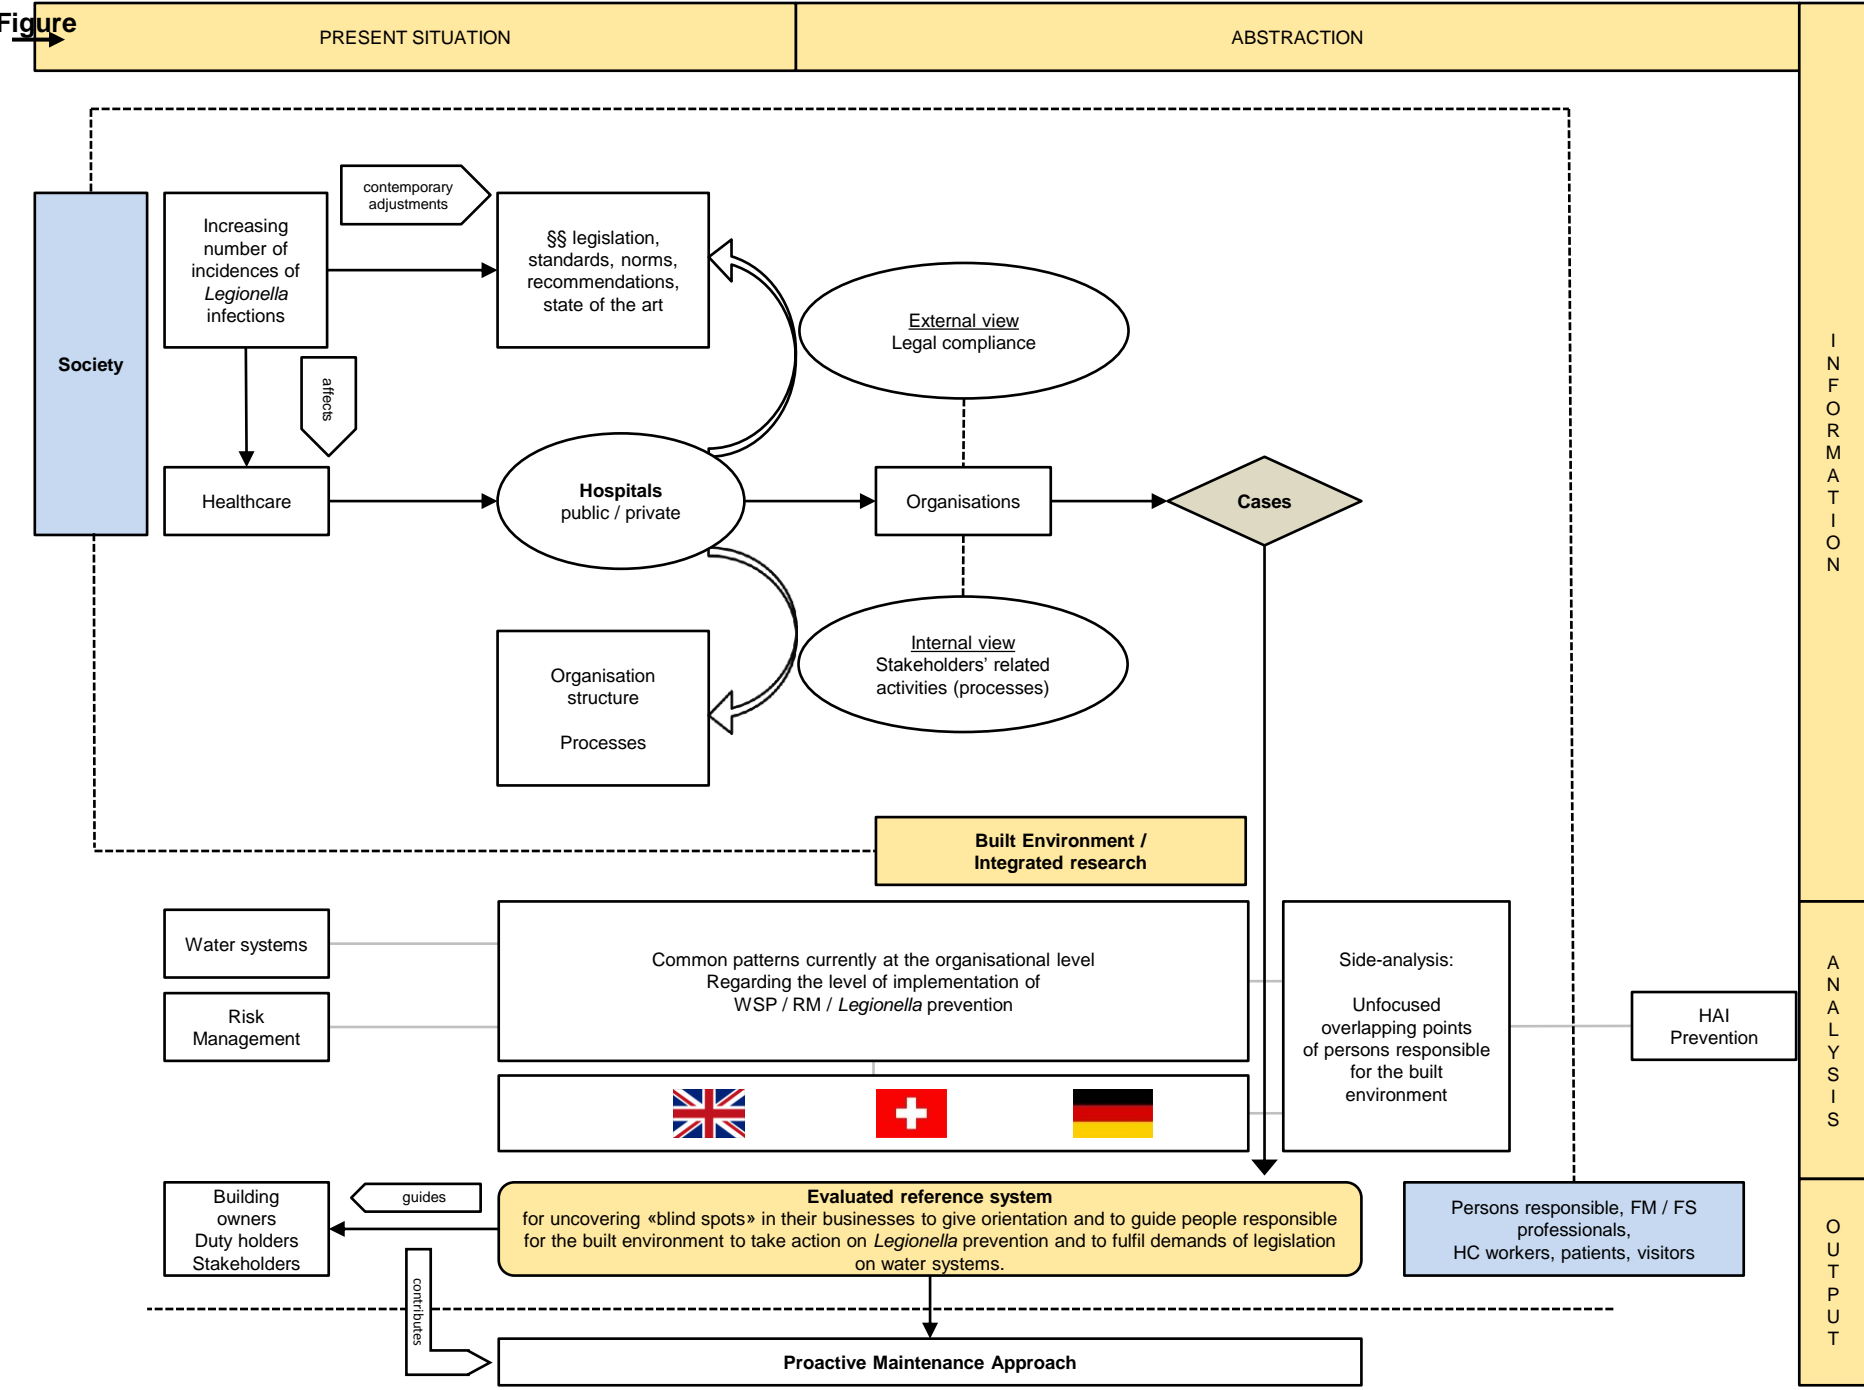 Figure
PRESENT SITUATION
ABSTRACTION
I
N
F
O
R
M
A
T
I
O
N
contemporary
adjustments
Increasing
number of
incidences of
Legionella
infections
§§ legislation,
standards, norms,
recommendations,
state of the art
External view
Legal compliance
Society
affects
Healthcare
Hospitals
public / private
Organisations
Cases
Internal view
Stakeholders' related
activities (processes)
Organisation
structure
Processes
Built Environment /
Integrated research
Water systems
Risk
Management
Common patterns currently at the organisational level
Regarding the level of implementation of
WSP / RM / Legionella prevention
Side-analysis:
Unfocused
overlapping points
of persons responsible
for the built
environment
HAI
Prevention
A
N
A
L
Y
S
I
S
Building
owners
Duty holders
Stakeholders
guides
Evaluated reference system
for uncovering «blind spots» in their businesses to give orientation and to guide people responsible
for the built environment to take action on Legionella prevention and to fulfil demands of legislation
on water systems.
Persons responsible, FM / FS
professionals,
HC workers, patients, visitors
O
U
T
P
U
T
contributes
Proactive Maintenance Approach